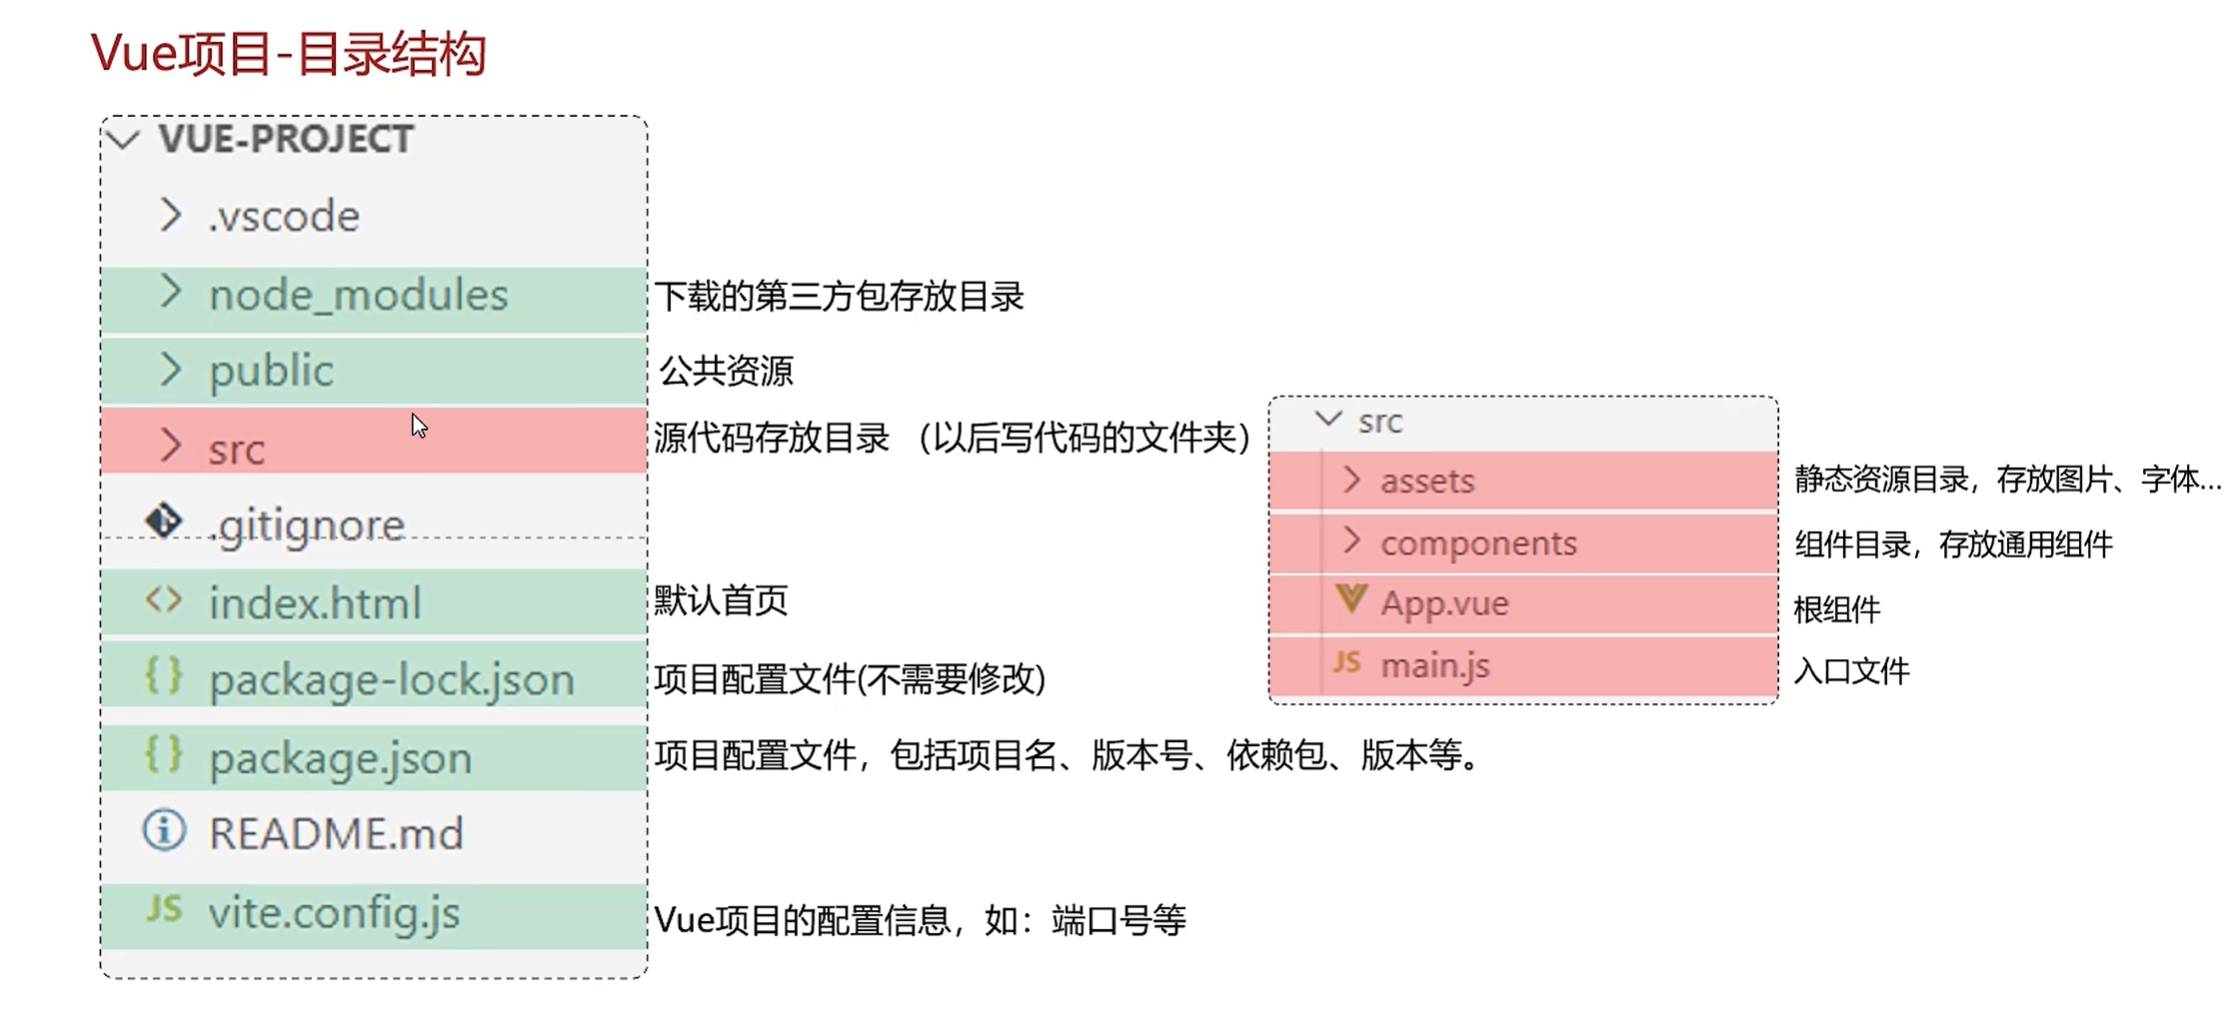 Vue项目-目录结构
VUE-PROJECT
.vscode
node_modules 下载的第三方包存放目录
public 公共资源
src 源代码存放目录 （以后写代码的文件夹）
.gitignore
index.html 默认首页
package-lock.json 项目配置文件(不需要修改)
package.json 项目配置文件，包括项目名、版本号、依赖包、版本等。
README.md
JS vite.config.js Vue项目的配置信息，如：端口号等
src
assets 静态资源目录，存放图片、字体...
components 组件目录，存放通用组件
App.vue 根组件
JS main.js 入口文件